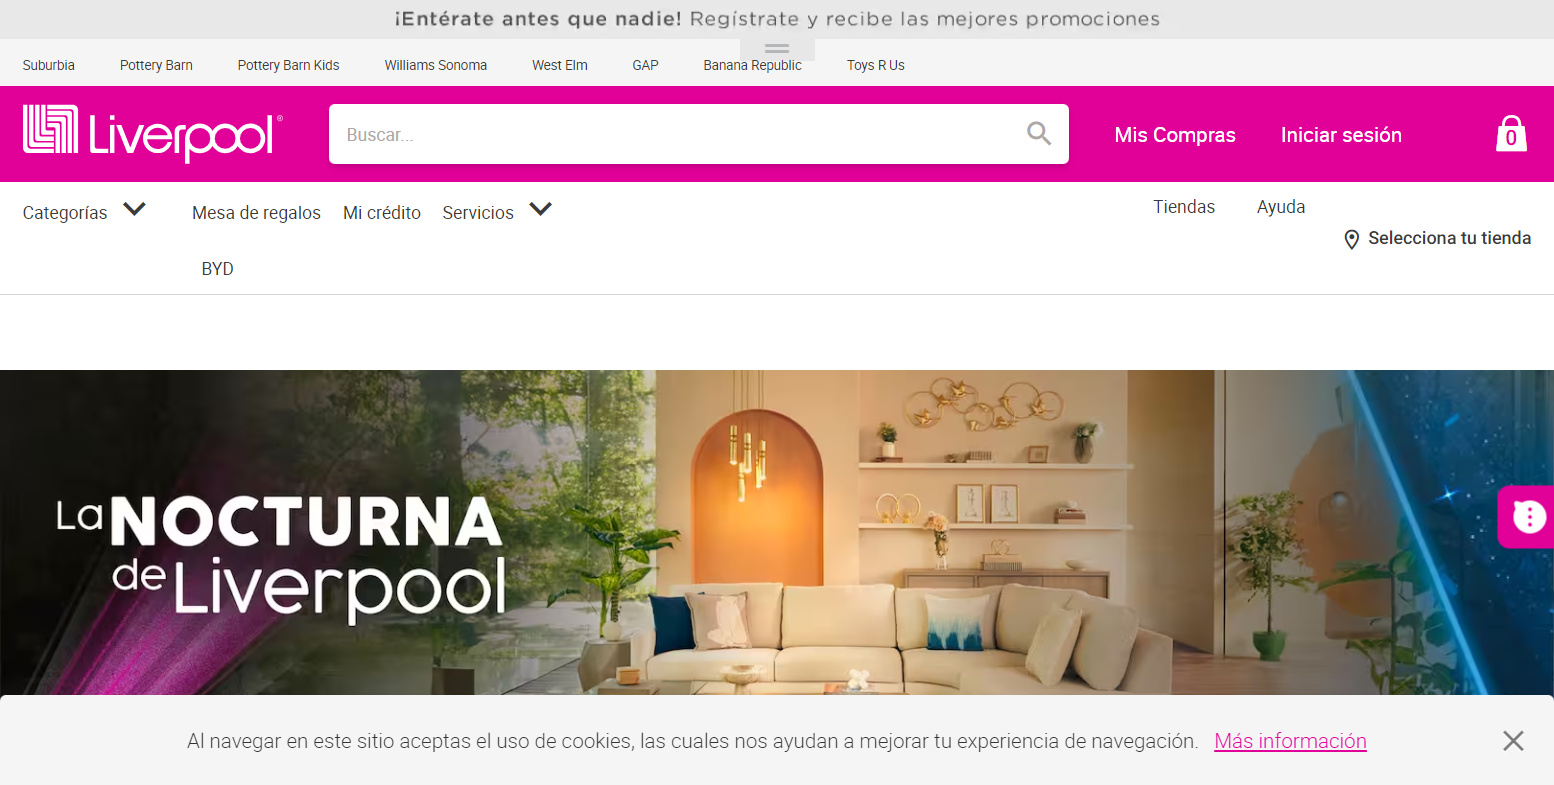 ¡Entérate antes que nadie! Regístrate y recibe las mejores promociones
Suburbia Pottery Barn Pottery Barn Kids Williams Sonoma West Elm GAP Banana Republic Toys R Us
Liverpool® Buscar... Mis Compras Iniciar sesión 0
Categorías Mesa de regalos Mi crédito Servicios Tiendas Ayuda
Selecciona tu tienda
BYD
La NOCTURNA
de Liverpool
Al navegar en este sitio aceptas el uso de cookies, las cuales nos ayudan a mejorar tu experiencia de navegación. Más información